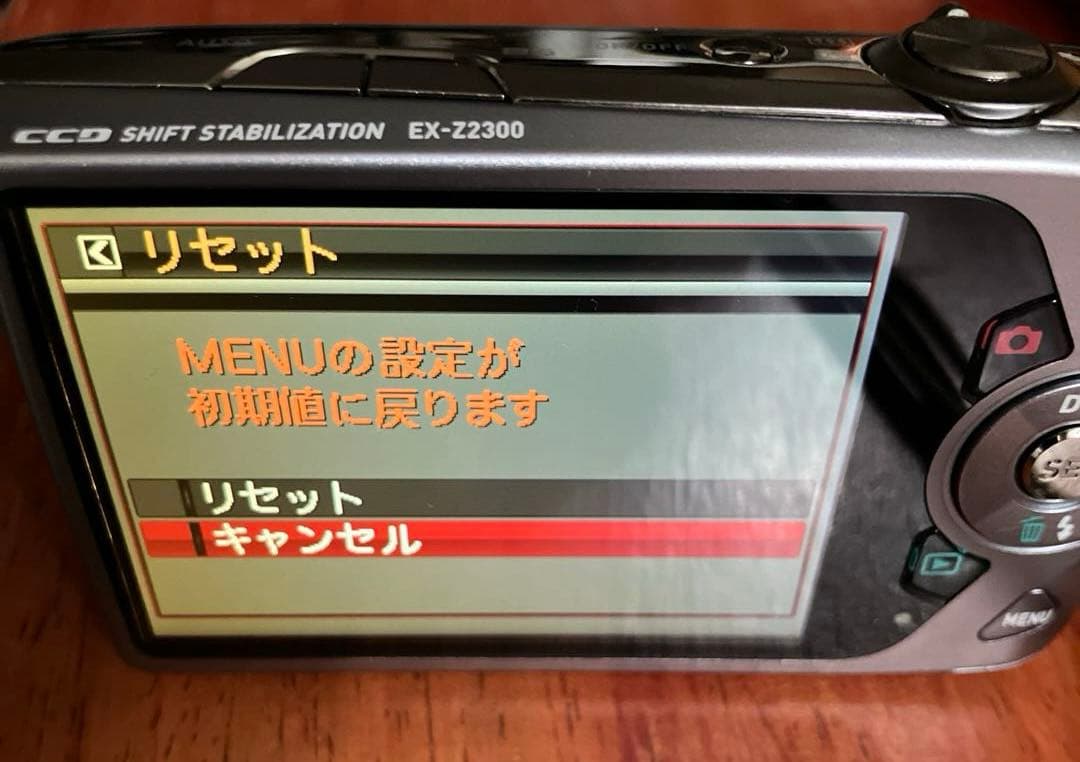 CCD SHIFT STABILIZATION EX-Z2300
リセット
MENUの設定が
初期値に戻ります
リセット
キャンセル
MENU